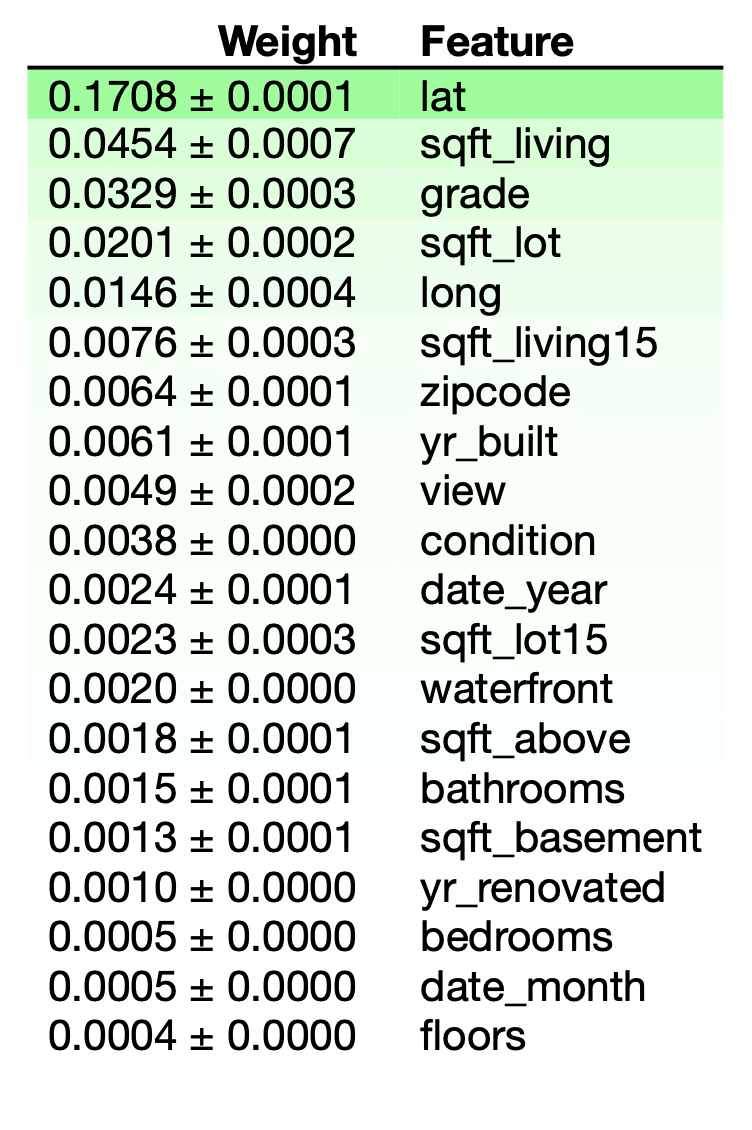 Weight Feature
0.1708 ± 0.0001 lat
0.0454 ± 0.0007 sqft_living
0.0329 ± 0.0003 grade
0.0201 ± 0.0002 sqft_lot
0.0146 ± 0.0004 long
0.0076 ± 0.0003 sqft_living15
0.0064 ± 0.0001 zipcode
0.0061 ± 0.0001 yr_built
0.0049 ± 0.0002 view
0.0038 ± 0.0000 condition
0.0024 ± 0.0001 date_year
0.0023 ± 0.0003 sqft_lot15
0.0020 ± 0.0000 waterfront
0.0018 ± 0.0001 sqft_above
0.0015 ± 0.0001 bathrooms
0.0013 ± 0.0001 sqft_basement
0.0010 ± 0.0000 yr_renovated
0.0005 ± 0.0000 bedrooms
0.0005 ± 0.0000 date_month
0.0004 ± 0.0000 floors